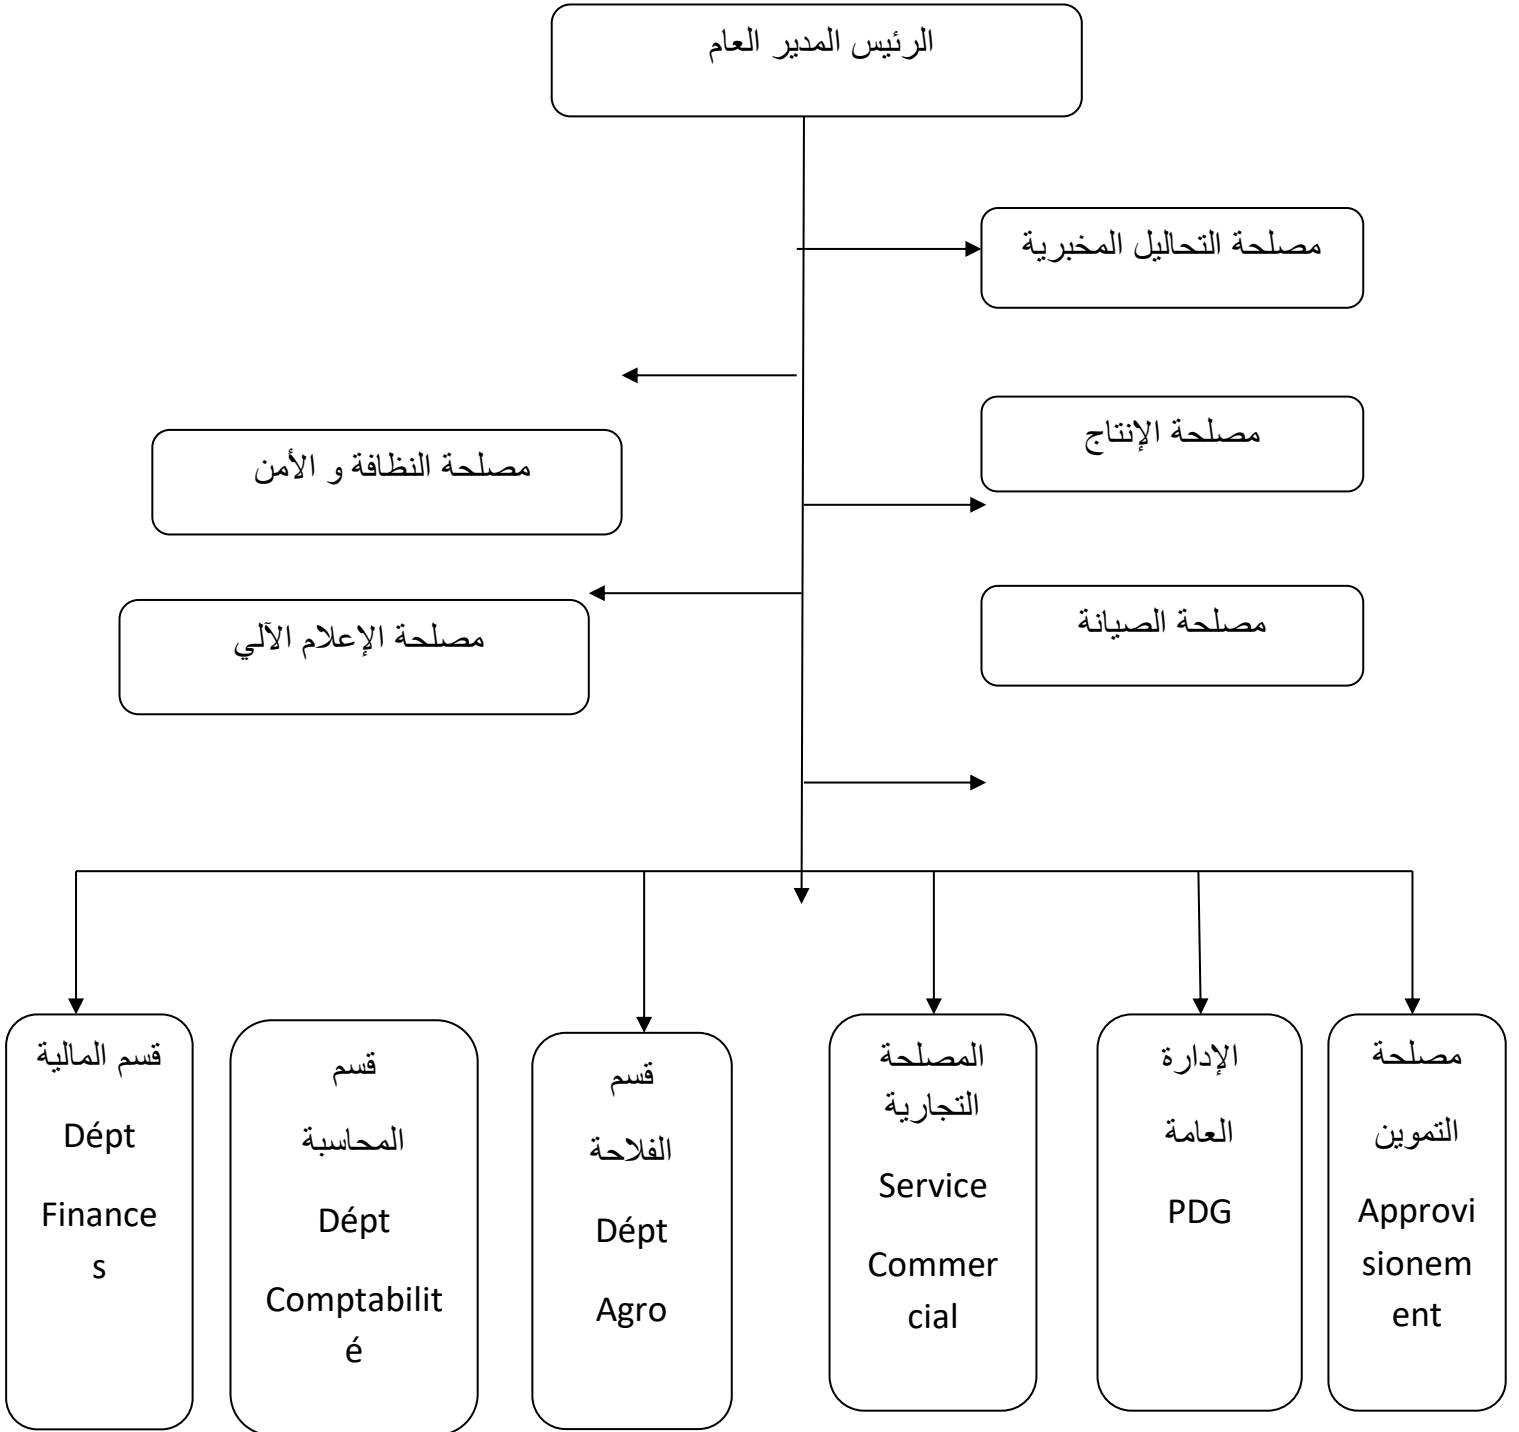 الرئيس المدير العام
مصلحة التحاليل المخبرية
مصلحة الإنتاج
مصلحة النظافة و الأمن
مصلحة الصيانة
مصلحة الإعلام الآلي
مصلحة
التموين
Approvi
sionem
ent
الإدارة
العامة
PDG
المصلحة
التجارية
Service
Commer
cial
قسم
الفلاحة
Dépt
Agro
قسم
المحاسبة
Dépt
Comptabilit
é
قسم المالية
Dépt
Finance
s